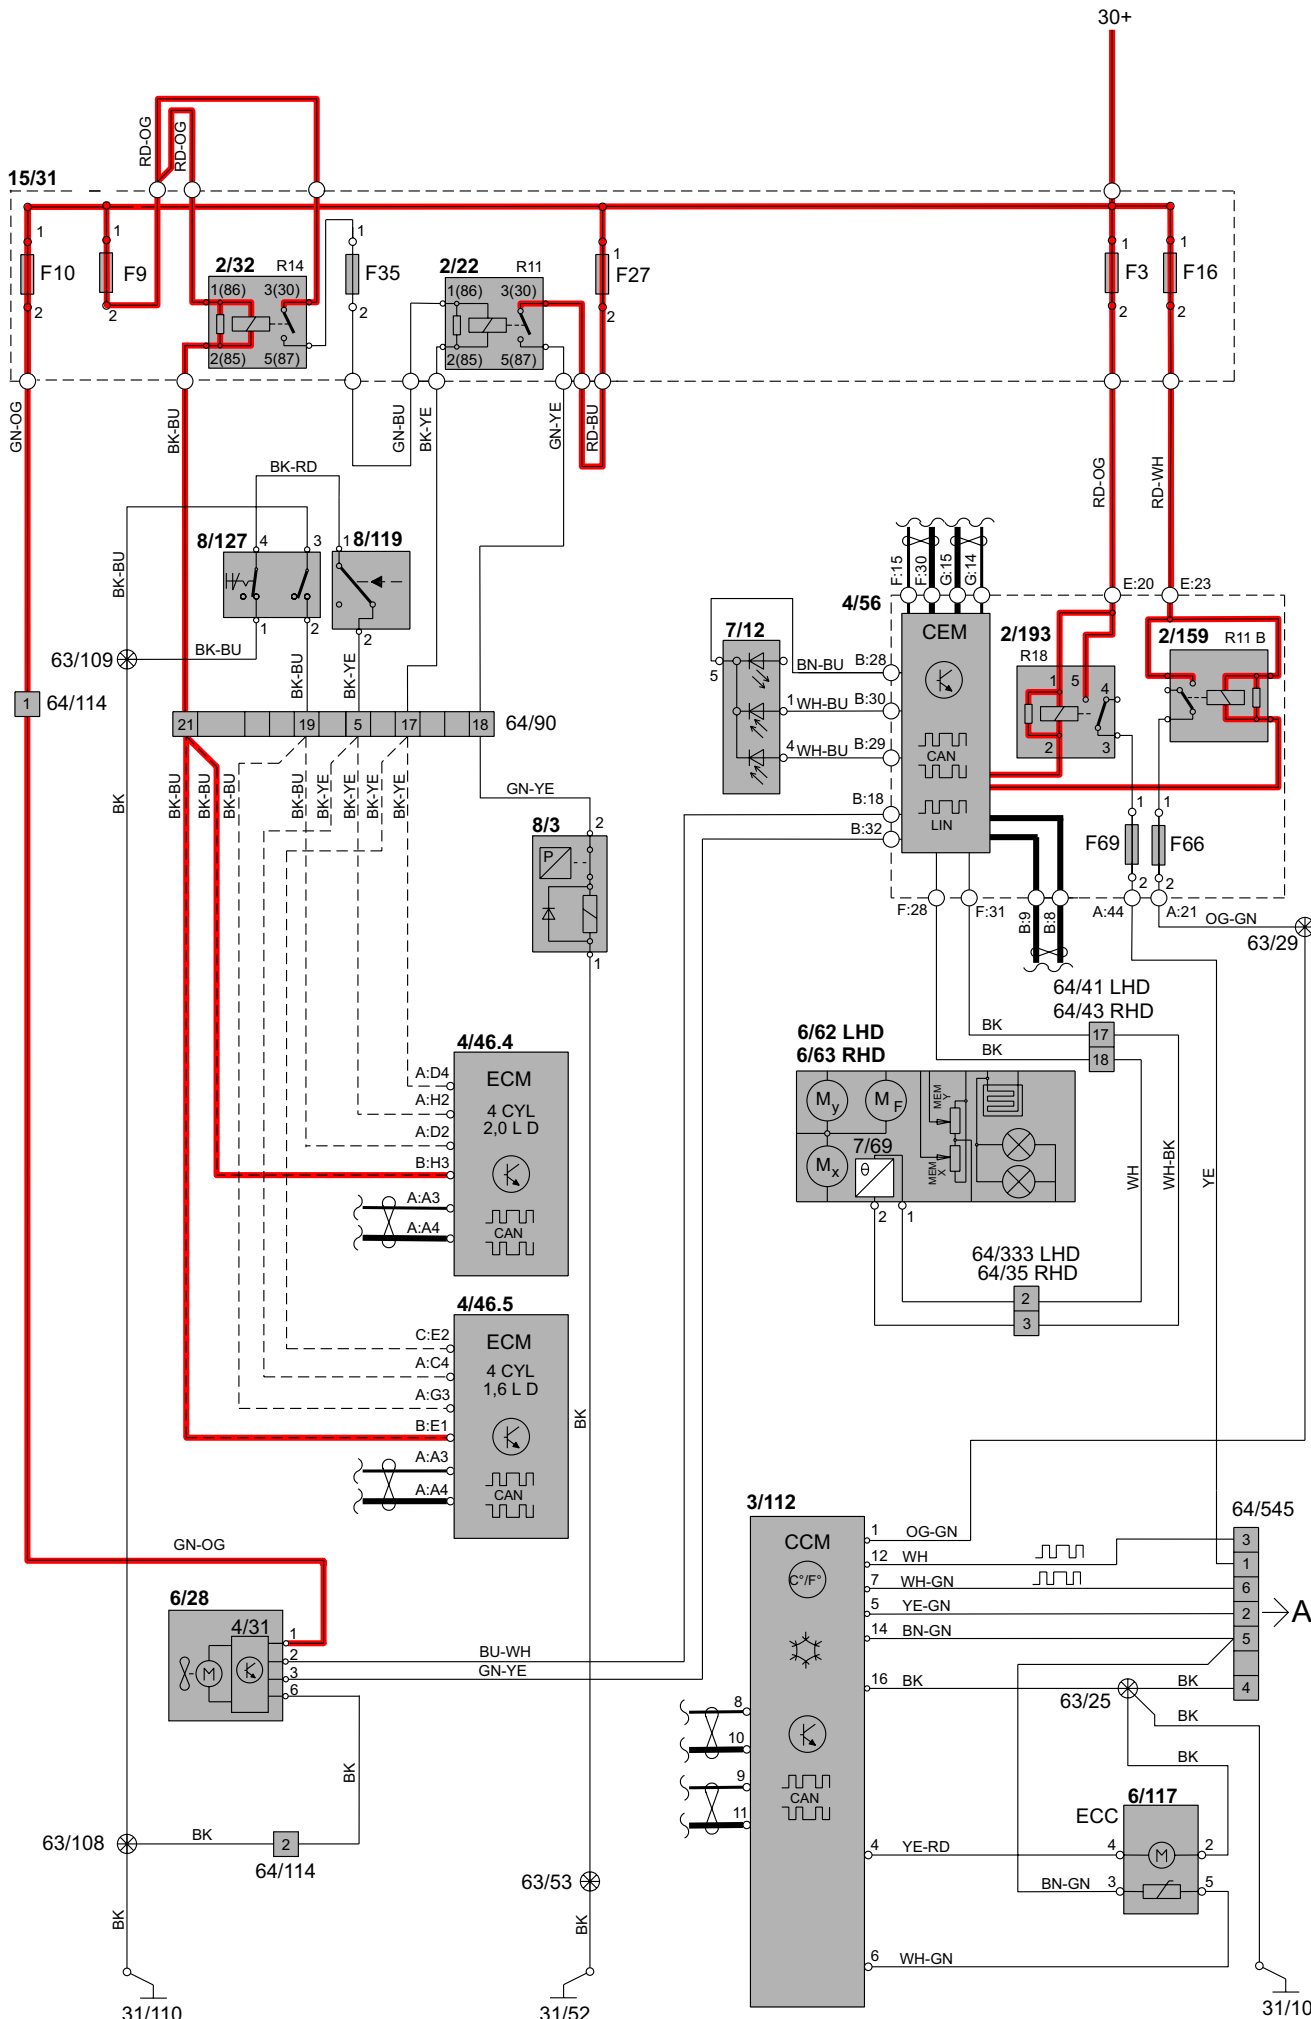 30+
RD-OG
RD-OG
15/31
1
F10
2
1
F9
2
2/32
R14
1(86)
3(30)
2(85)
5(87)
1
F35
2
2/22
R11
1(86)
3(30)
2(85)
5(87)
1
F27
2
1
F3
2
1
F16
2
GN-OG
BK-BU
GN-BU
BK-YE
GN-YE
RD-BU
RD-OG
RD-WH
BK-RD
BK-BU
8/127
4
3
1
2
8/119
1
2
63/109
BK-BU
BK-BU
BK-YE
1
64/114
21
19
5
17
18
64/90
BK-BU
BK-BU
BK-BU
BK-BU
BK-YE
BK-YE
BK-YE
BK-YE
GN-YE
BK
8/3
2
P
1
F:15
F:30
G:15
G:14
E:20
E:23
4/56
CEM
CAN
LIN
7/12
5
1
4
BN-BU
B:28
WH-BU
B:30
WH-BU
B:29
B:18
B:32
2/193
R18
1
5
4
2
3
2/159
R11 B
1
F69
2
1
F66
2
F:28
F:31
B:9
B:8
A:44
A:21
OG-GN
63/29
64/41 LHD
64/43 RHD
BK
17
BK
18
6/62 LHD
6/63 RHD
My
MF
Mx
MEM Y
MEM X
7/69
θ
2
1
WH
WH-BK
YE
64/333 LHD
64/35 RHD
2
3
4/46.4
ECM
4 CYL
2,0 L D
A:D4
A:H2
A:D2
B:H3
A:A3
A:A4
CAN
4/46.5
ECM
4 CYL
1,6 L D
C:E2
A:C4
A:G3
B:E1
A:A3
A:A4
CAN
BK
GN-OG
6/28
4/31
M
1
2
3
6
BU-WH
GN-YE
BK
63/108
BK
2
64/114
BK
31/110
63/53
BK
31/52
3/112
CCM
C°/F°
CAN
1
OG-GN
12
WH
7
WH-GN
5
YE-GN
14
BN-GN
16
BK
64/545
3
1
6
2
5
4
A
63/25
BK
BK
BK
8
10
9
11
6/117
ECC
4
YE-RD
4
M
2
BN-GN
3
5
6
WH-GN
31/10